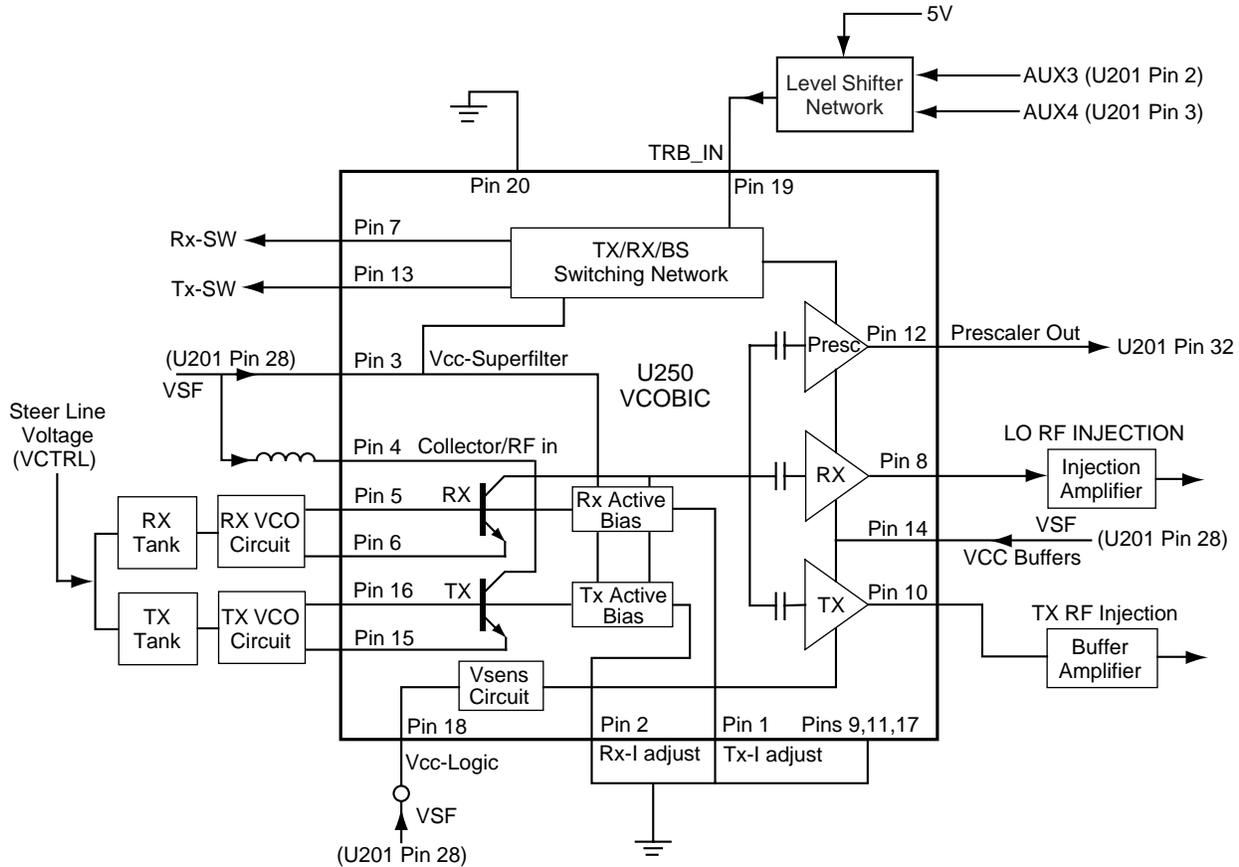 5V
Level Shifter
Network
AUX3 (U201 Pin 2)
AUX4 (U201 Pin 3)
TRB_IN
Pin 20
Pin 19
Rx-SW
Pin 7
TX/RX/BS
Switching Network
Tx-SW
Pin 13
Presc
Pin 12
Prescaler Out
U201 Pin 32
(U201 Pin 28)
VSF
Pin 3
Vcc-Superfilter
U250
VCOBIC
Steer Line
Voltage
(VCTRL)
Pin 4
Collector/RF in
LO RF INJECTION
RX
Pin 8
Injection
Amplifier
Pin 5
RX
Rx Active
Bias
RX
Tank
RX VCO
Circuit
Pin 6
Pin 14
VSF
VCC Buffers
(U201 Pin 28)
Pin 16
TX
Tx Active
Bias
TX
Pin 10
TX
Tank
TX VCO
Circuit
Pin 15
TX RF Injection
Buffer
Amplifier
Vsens
Circuit
Pin 18
Pin 2
Pin 1
Pins 9,11,17
Vcc-Logic
Rx-I adjust
Tx-I adjust
VSF
(U201 Pin 28)